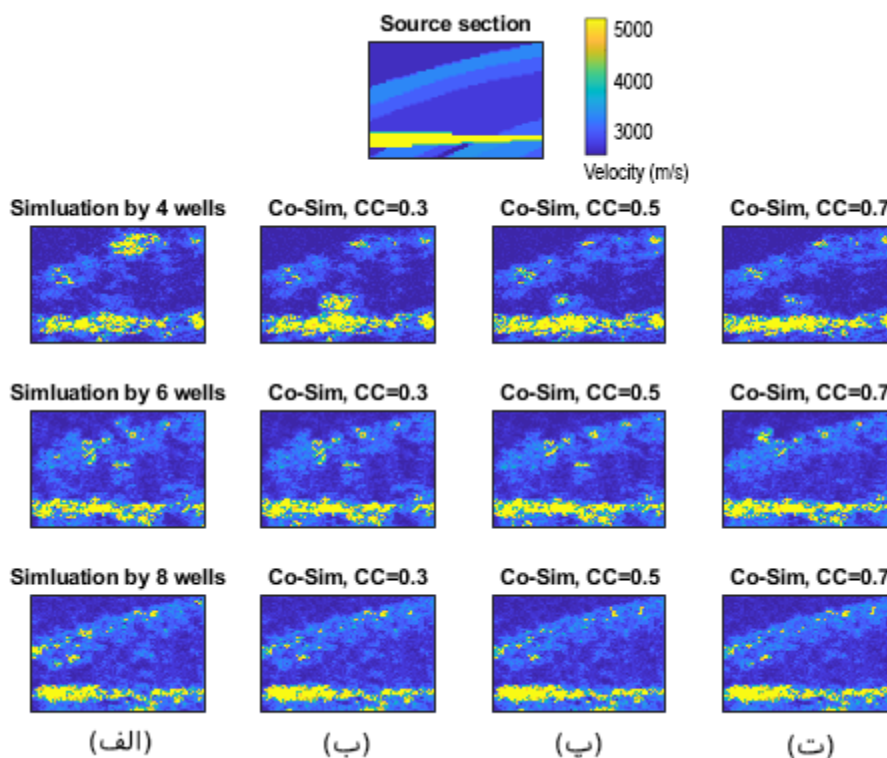 Source section
5000
4000
3000
Velocity (m/s)
Simluation by 4 wells
Co-Sim, CC=0.3
Co-Sim, CC=0.5
Co-Sim, CC=0.7
Simluation by 6 wells
Co-Sim, CC=0.3
Co-Sim, CC=0.5
Co-Sim, CC=0.7
Simluation by 8 wells
Co-Sim, CC=0.3
Co-Sim, CC=0.5
Co-Sim, CC=0.7
(الف)
(ب)
(پ)
(ت)